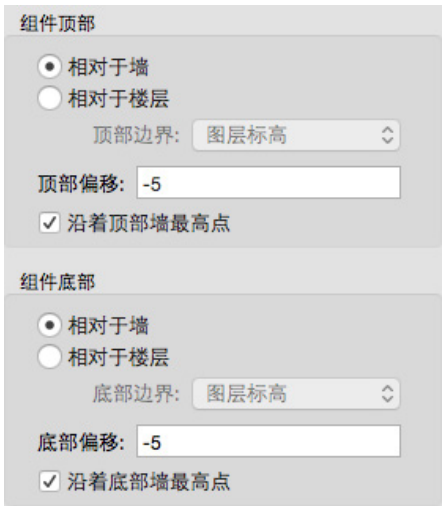 组件顶部
相对于墙
相对于楼层
顶部边界: 图层标高
顶部偏移: -5
沿着顶部墙最高点
组件底部
相对于墙
相对于楼层
底部边界: 图层标高
底部偏移: -5
沿着底部墙最高点